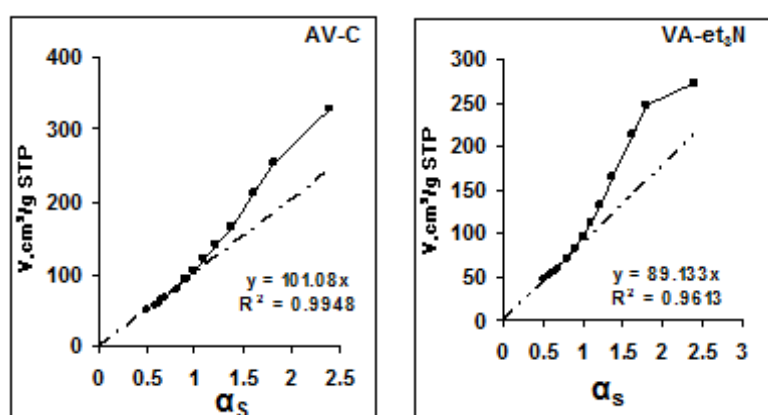 AV-C
400
300
200
100
0
V,cm³/g STP
y = 101.08x
R² = 0.9948
0 0.5 1 1.5 2 2.5
αs
VA-et₃N
300
250
200
150
100
50
0
V,cm³/g STP
y = 89.133x
R² = 0.9613
0 0.5 1 1.5 2 2.5 3
αs